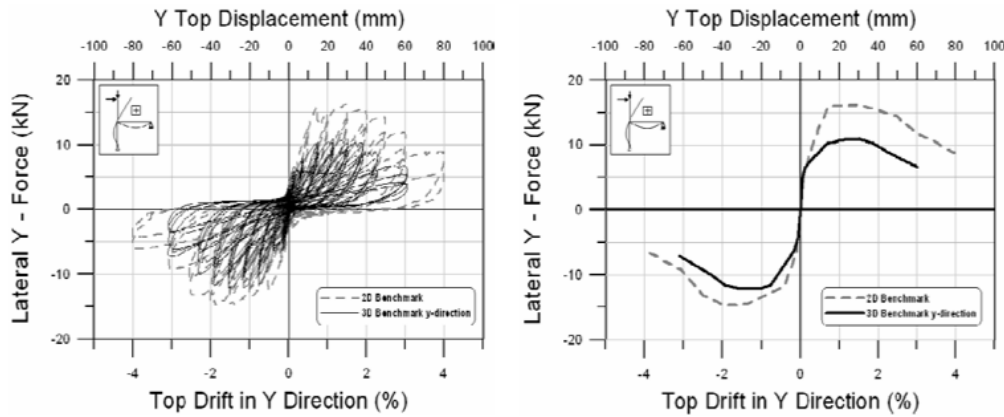 Y Top Displacement (mm)
-100 -80 -60 -40 -20 0 20 40 60 80 100
20
10
0
-10
-20
Lateral Y - Force (kN)
2D Benchmark
3D Benchmark y-direction
-4 -2 0 2 4
Top Drift in Y Direction (%)
Y Top Displacement (mm)
-100 -80 -60 -40 -20 0 20 40 60 80 100
20
10
0
-10
-20
Lateral Y - Force (kN)
2D Benchmark
3D Benchmark y-direction
-4 -2 0 2 4
Top Drift in Y Direction (%)